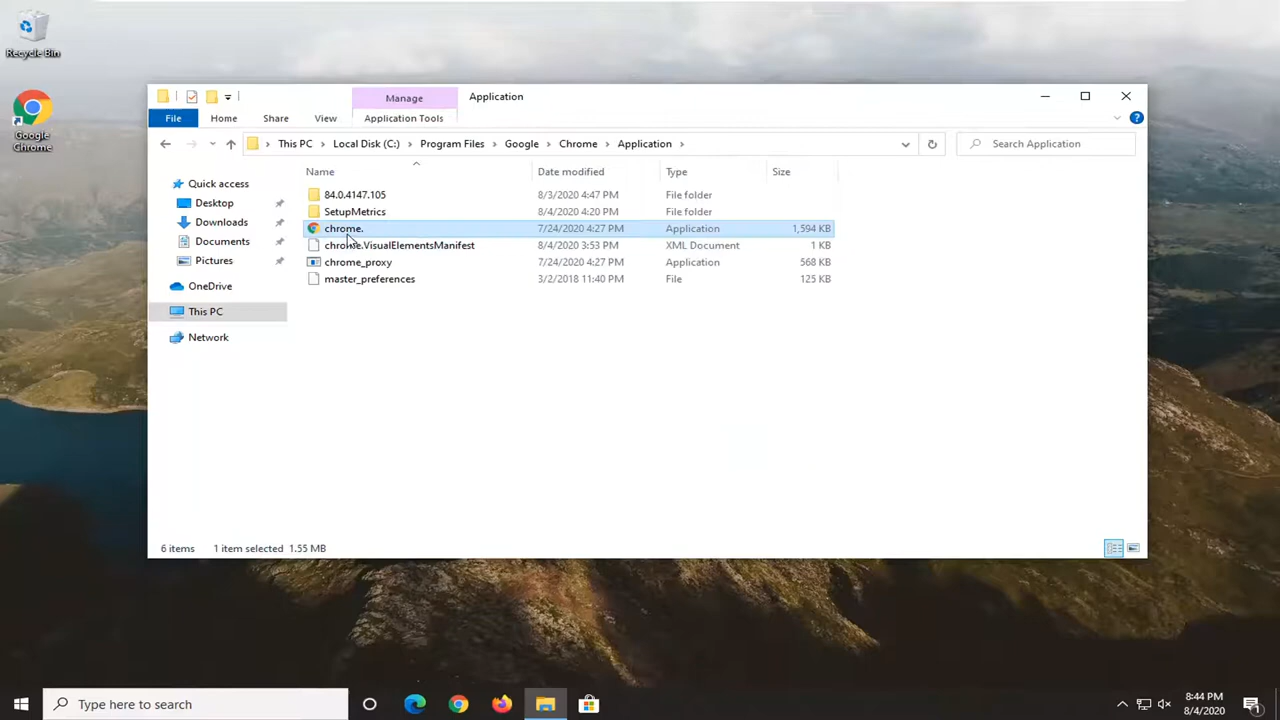 Recycle Bin
Google
Chrome
Manage
Application
File
Home
Share
View
Application Tools
This PC > Local Disk (C:) > Program Files > Google > Chrome > Application >
Search Application
Name
Date modified
Type
Size
Quick access
Desktop
Downloads
Documents
Pictures
OneDrive
This PC
Network
84.0.4147.105 8/3/2020 4:47 PM File folder
SetupMetrics 8/4/2020 4:20 PM File folder
chrome. 7/24/2020 4:27 PM Application 1,594 KB
chrome.VisualElementsManifest 8/4/2020 3:53 PM XML Document 1 KB
chrome_proxy 7/24/2020 4:27 PM Application 568 KB
master_preferences 3/2/2018 11:40 PM File 125 KB
6 items 1 item selected 1.55 MB
Type here to search
8:44 PM
8/4/2020
1